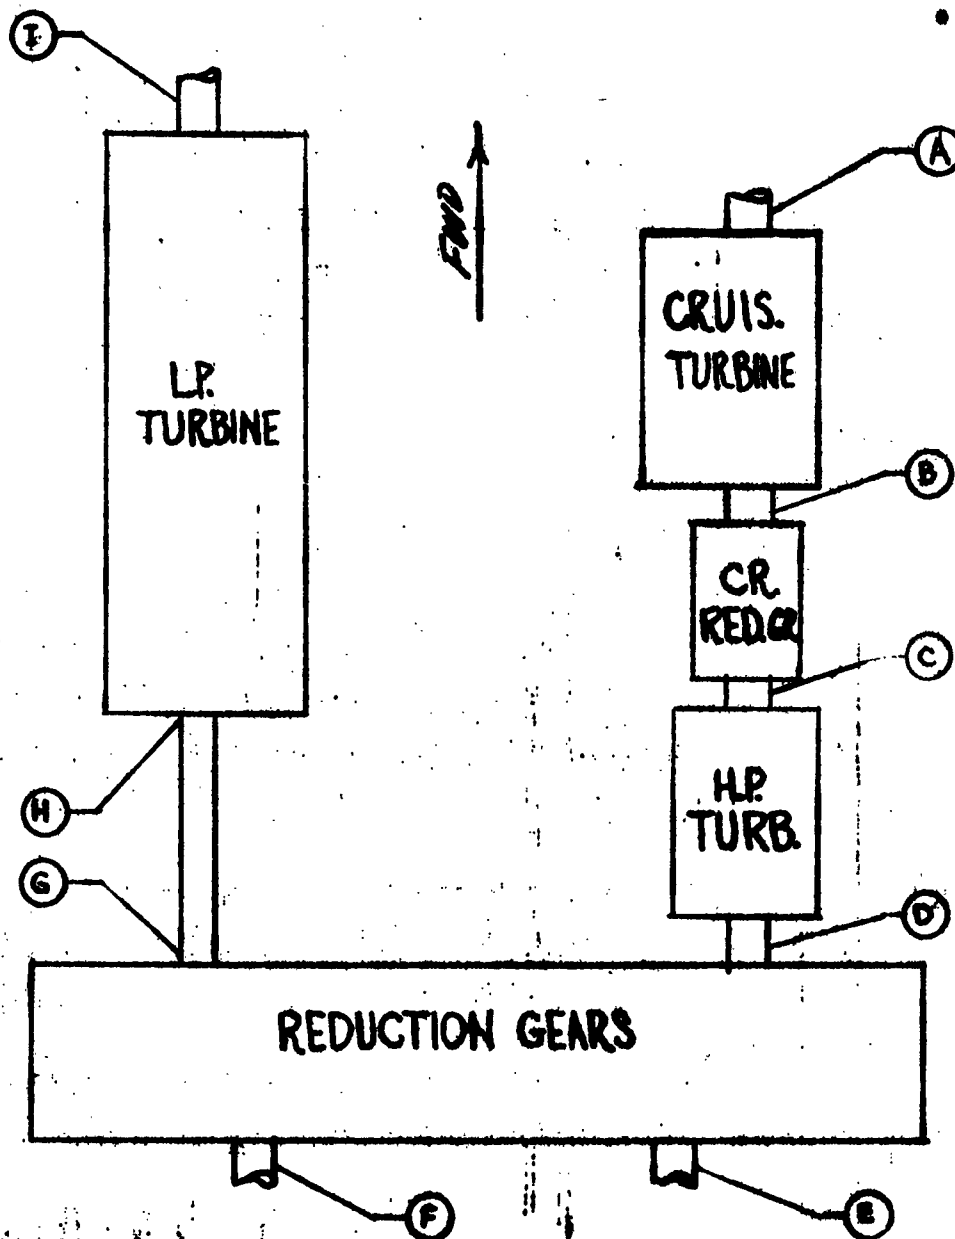 I
A
FWD
CRUIS.
TURBINE
L.P.
TURBINE
B
CR.
RED.GR
C
H.P.
TURB.
H
G
D
REDUCTION GEARS
F
E